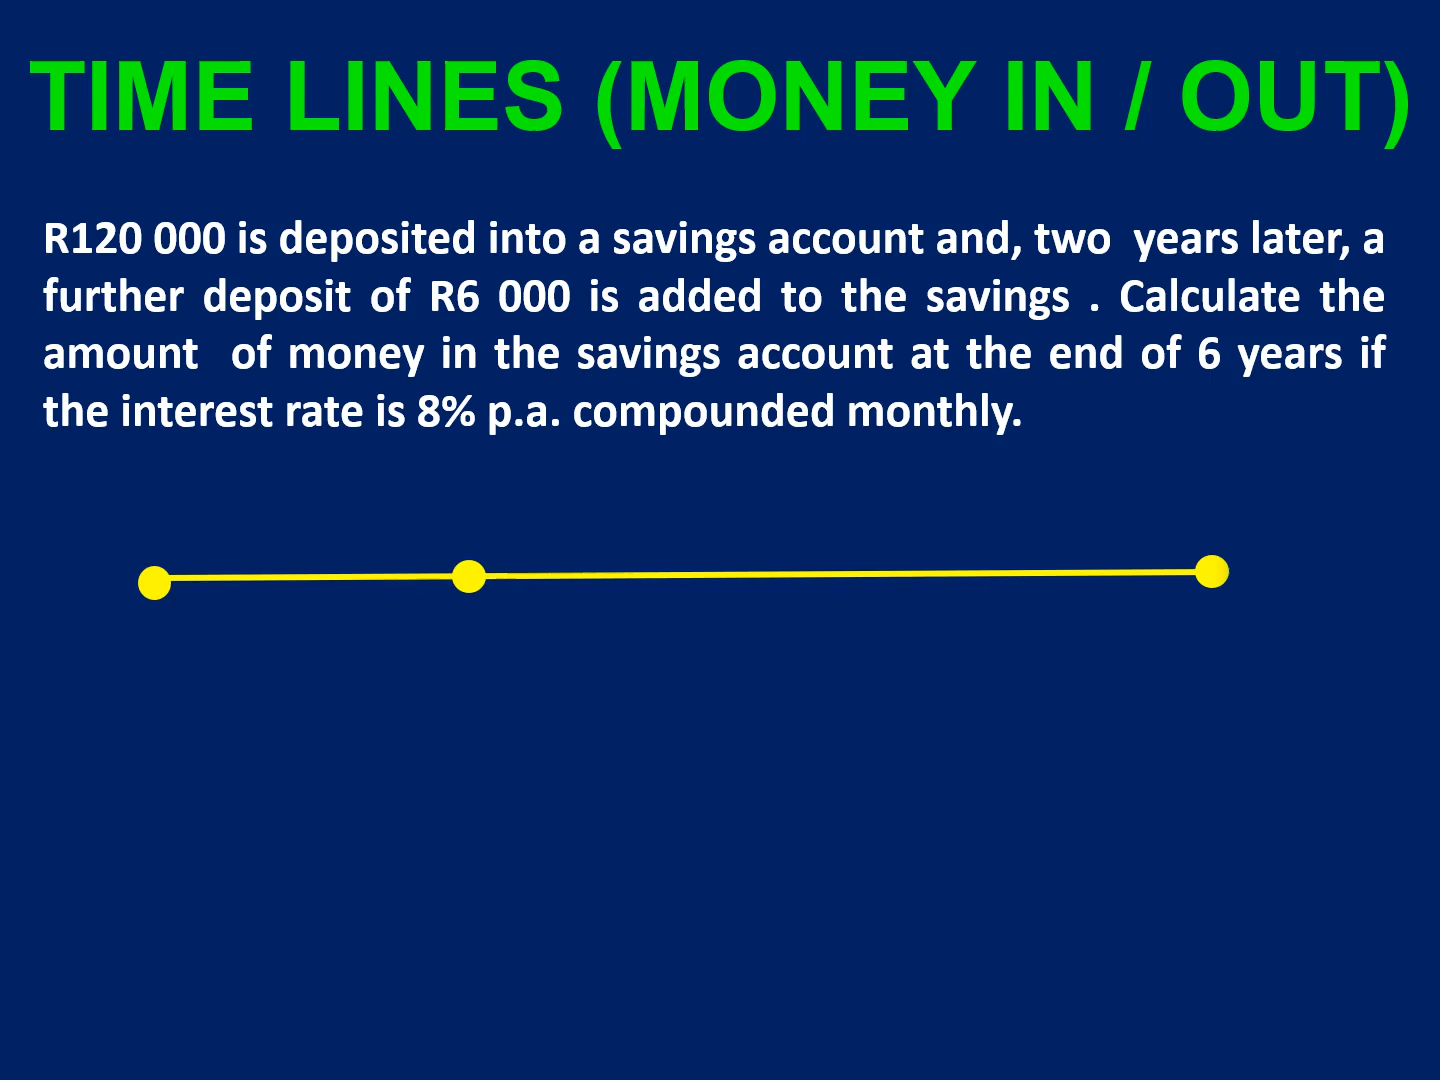 TIME LINES (MONEY IN / OUT)
R120 000 is deposited into a savings account and, two  years later, a
further deposit of R6 000 is added to the savings . Calculate the
amount  of money in the savings account at the end of 6 years if
the interest rate is 8% p.a. compounded monthly.